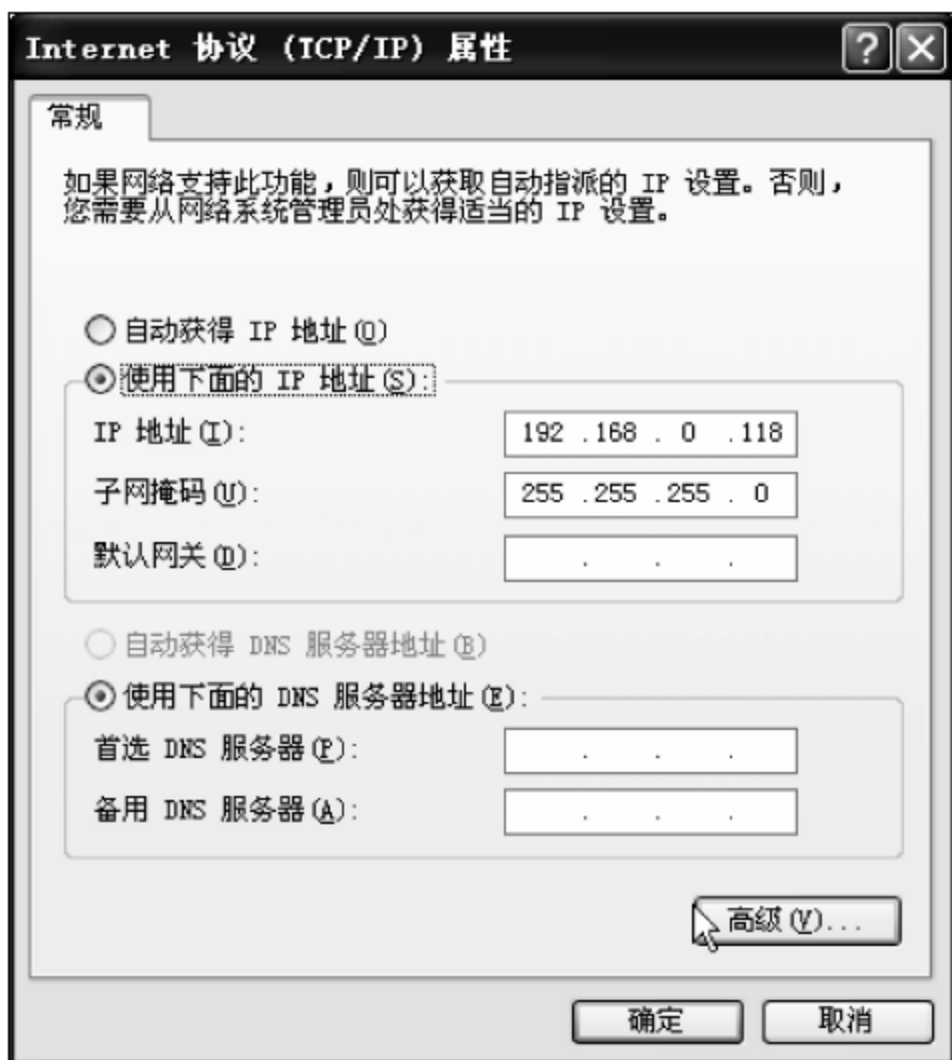 Internet 协议 (TCP/IP) 属性
常规
如果网络支持此功能，则可以获取自动指派的 IP 设置。否则，
您需要从网络系统管理员处获得适当的 IP 设置。
自动获得 IP 地址(O)
使用下面的 IP 地址(S):
IP 地址(I): 192 .168 . 0 .118
子网掩码(U): 255 .255 .255 . 0
默认网关(D): . . .
自动获得 DNS 服务器地址(B)
使用下面的 DNS 服务器地址(E):
首选 DNS 服务器(P): . . .
备用 DNS 服务器(A): . . .
高级(V)...
确定 取消